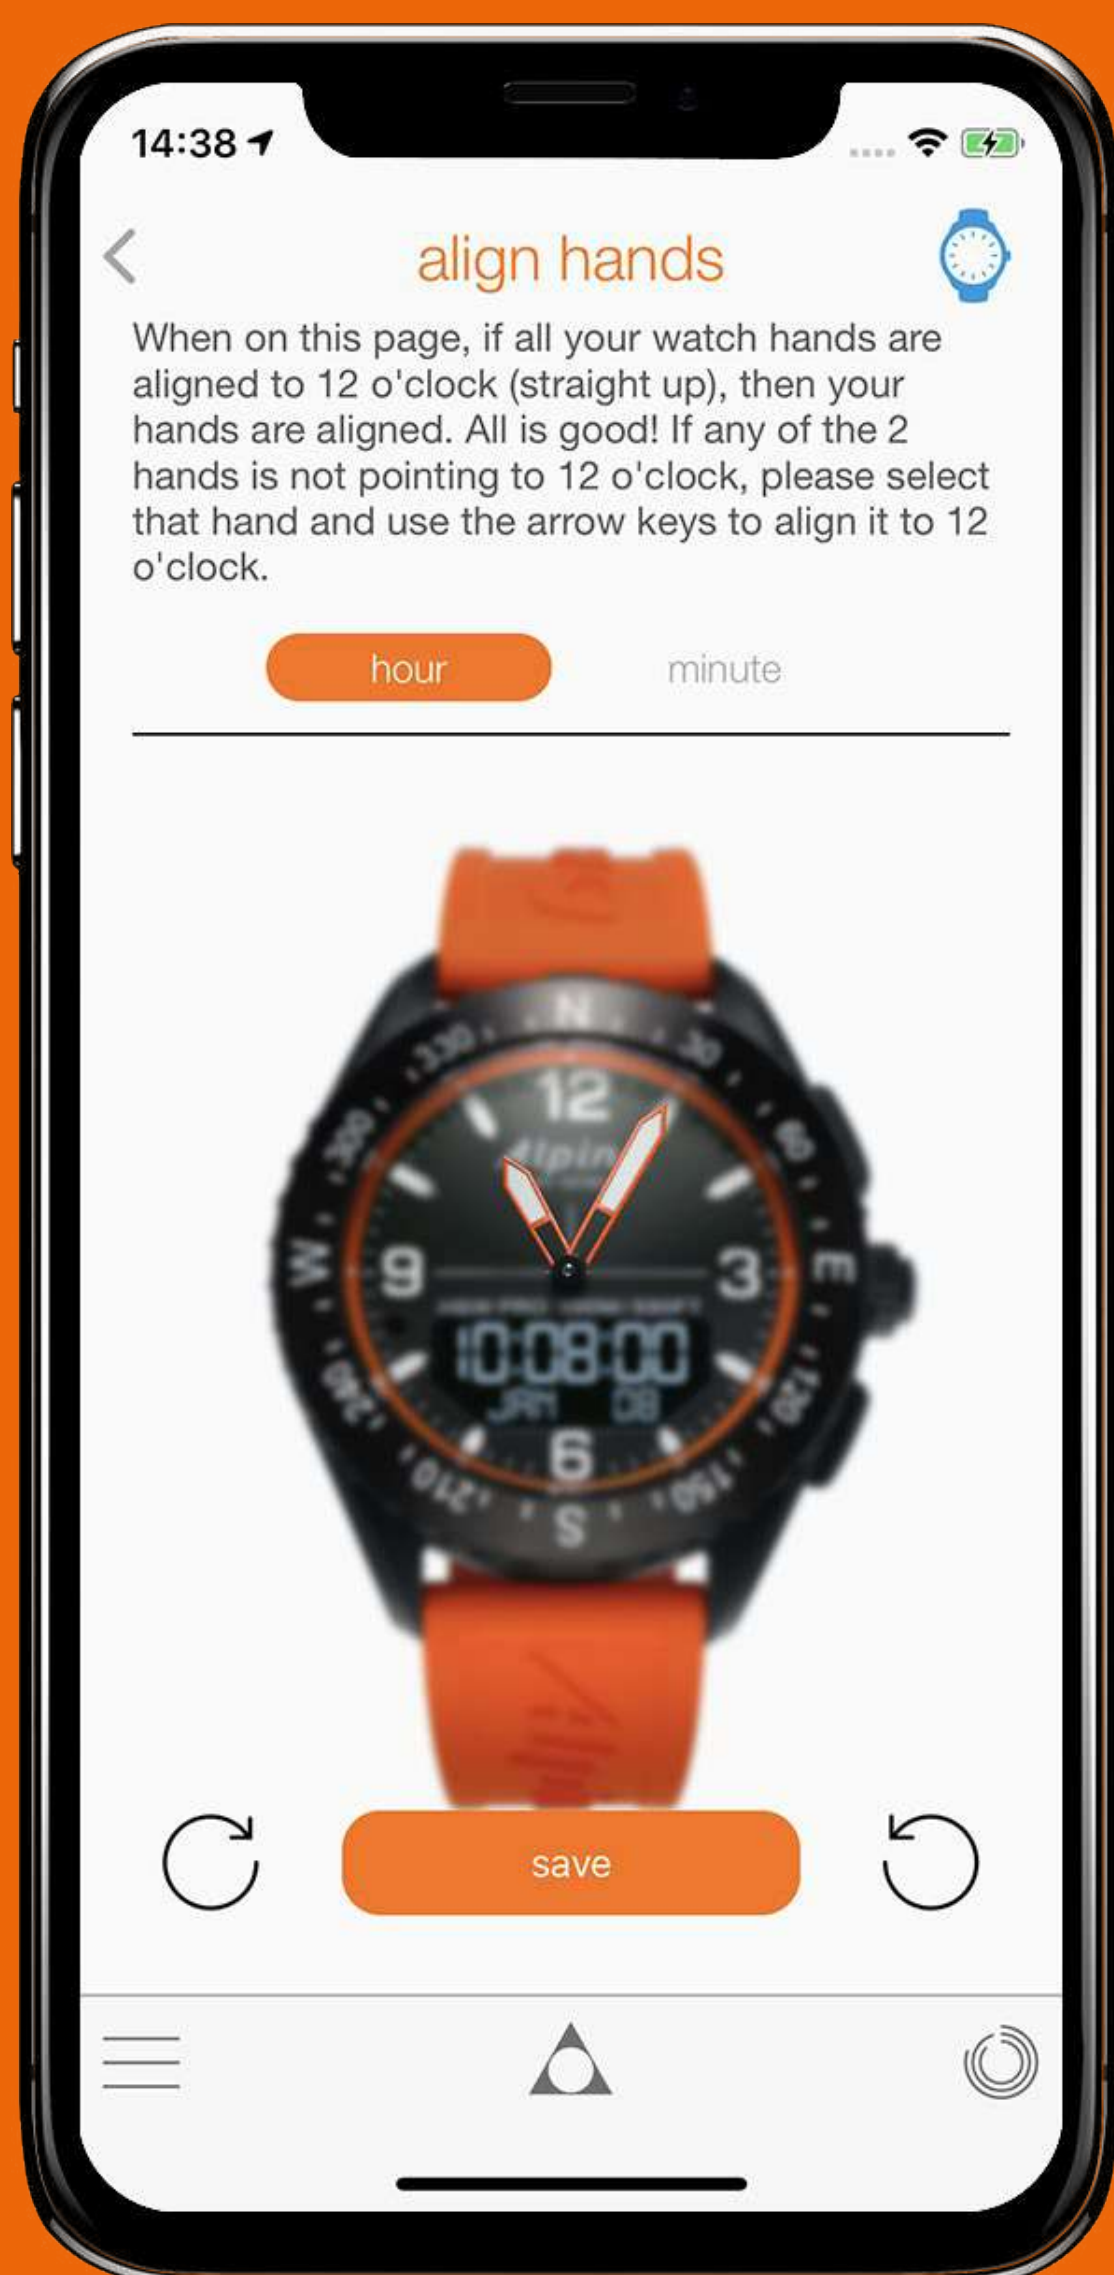 14:38
align hands
When on this page, if all your watch hands are
aligned to 12 o'clock (straight up), then your
hands are aligned. All is good! If any of the 2
hands is not pointing to 12 o'clock, please select
that hand and use the arrow keys to align it to 12
o'clock.
hour minute
N
330 30
300 60
12
W 9 3 E
10:08:00
JAN 08
240 120
6
210 150
S
save